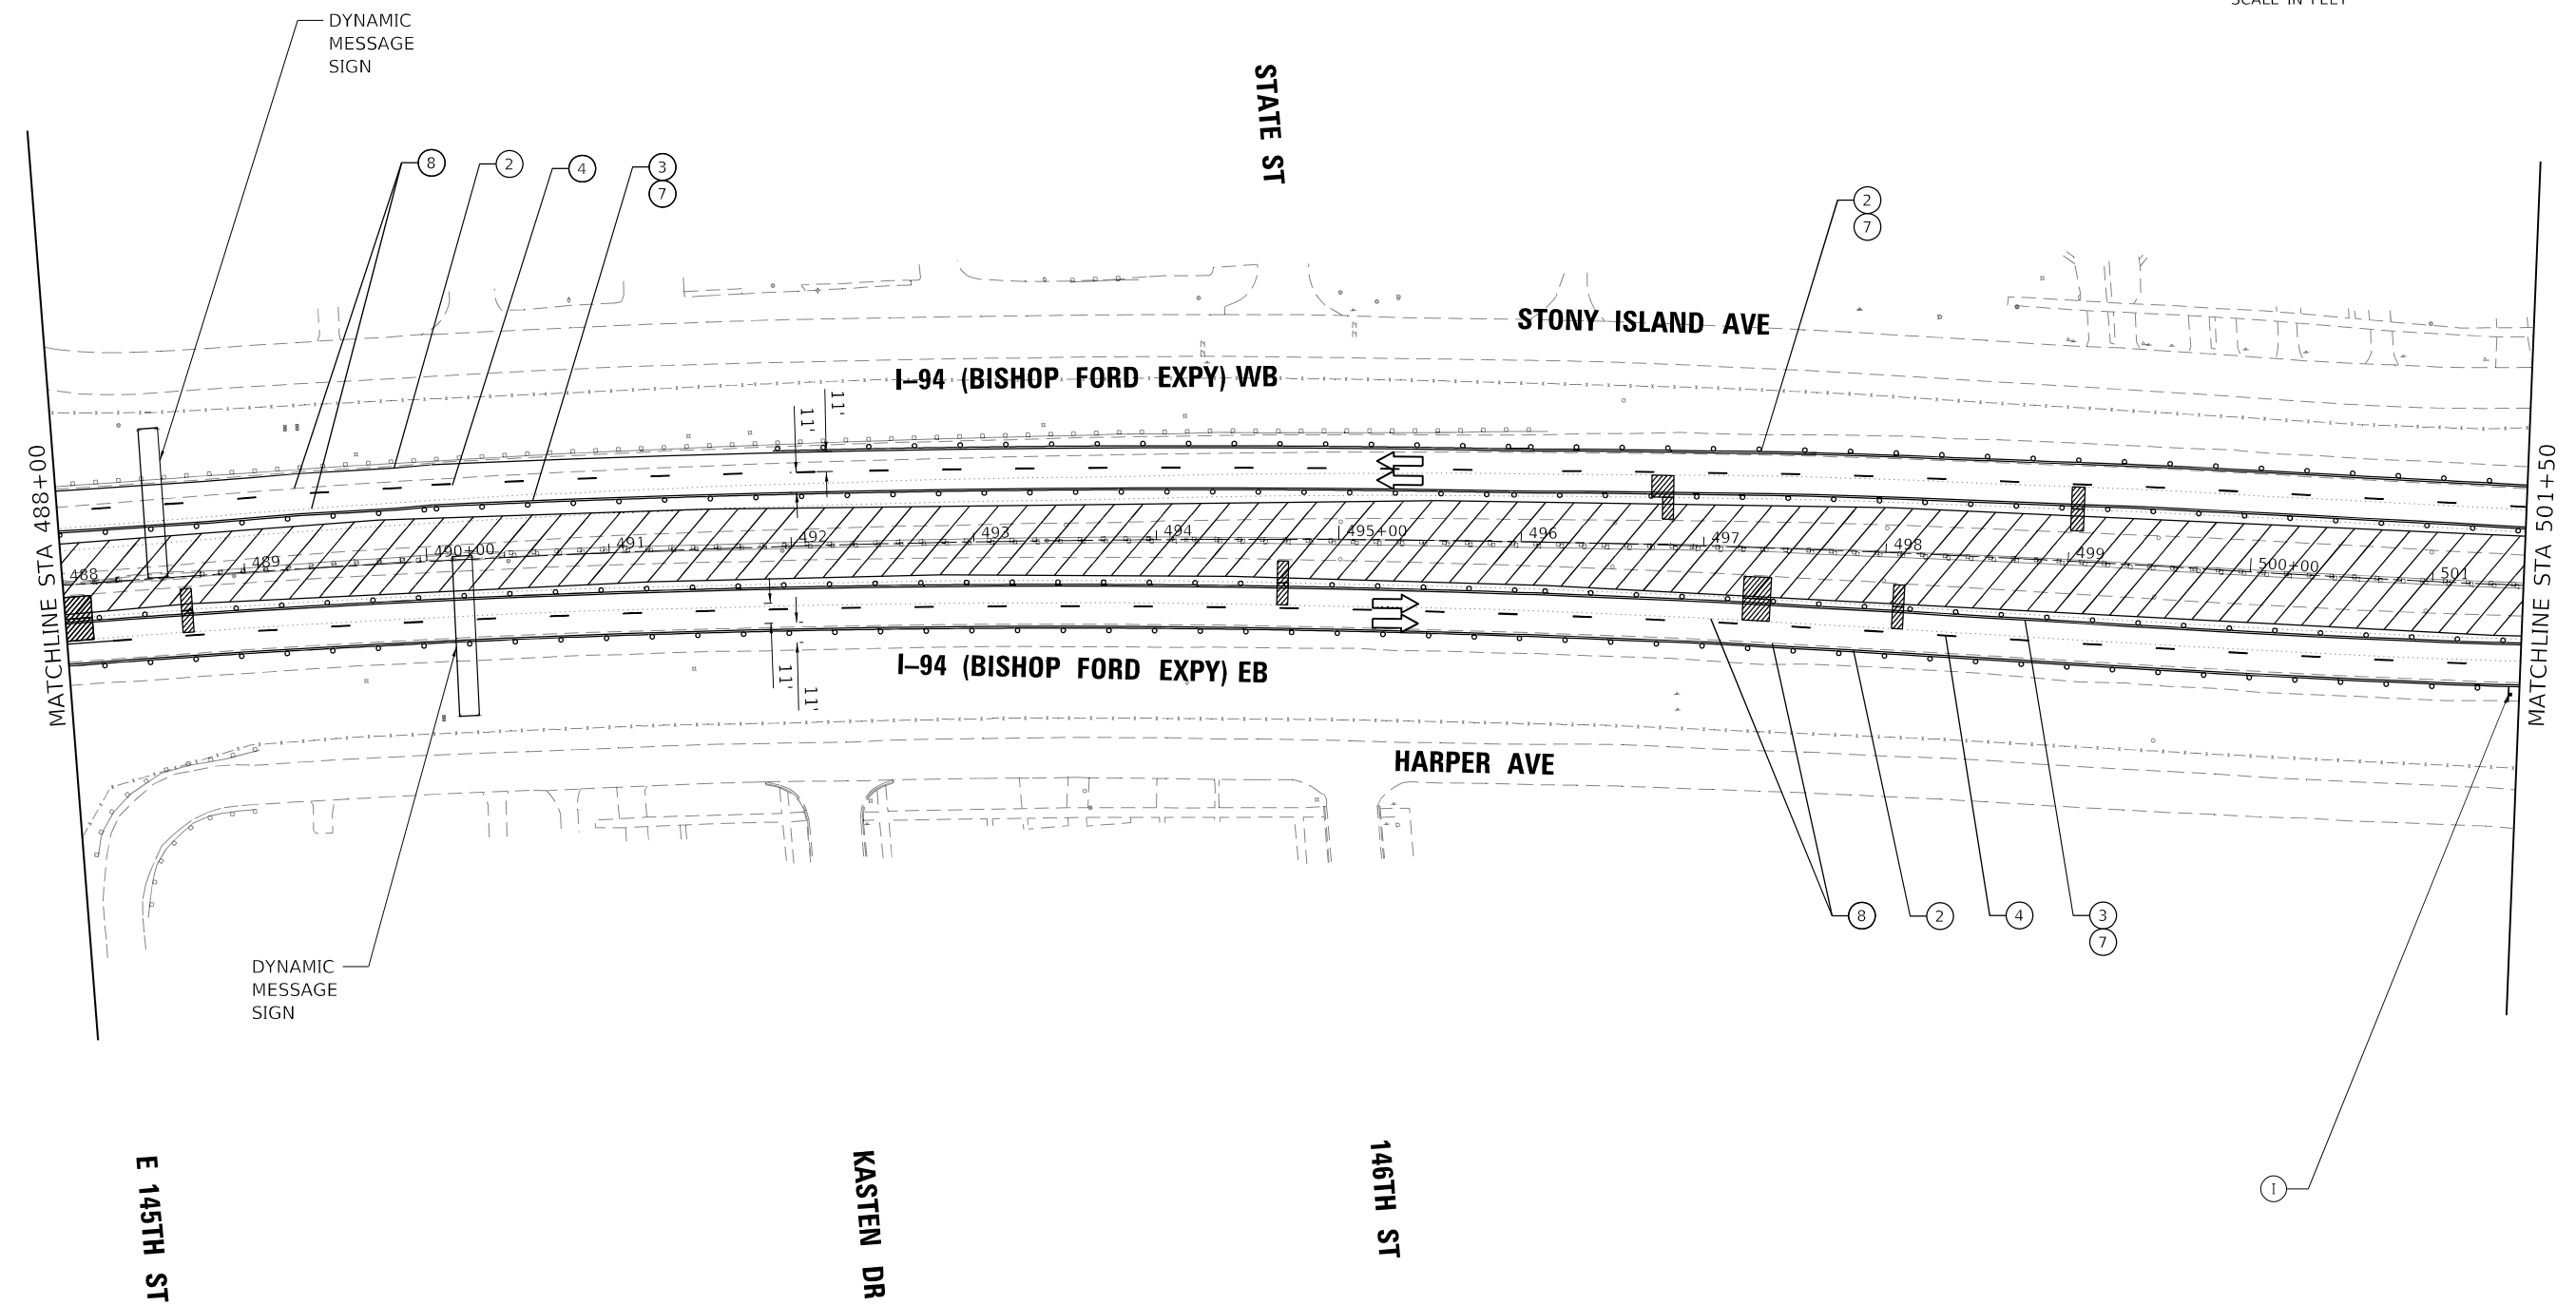 SCALE IN FEET
DYNAMIC
MESSAGE
SIGN
STATE ST
8
2
4
3
7
2
7
STONY ISLAND AVE
I-94 (BISHOP FORD EXPY) WB
11'
11'
MATCHLINE STA 488+00
MATCHLINE STA 501+50
488
489
490+00
491
492
493
494
495+00
496
497
498
499
500+00
501
11'
11'
I-94 (BISHOP FORD EXPY) EB
HARPER AVE
8
2
4
3
7
DYNAMIC
MESSAGE
SIGN
I
E 145TH ST
KASTEN DR
146TH ST